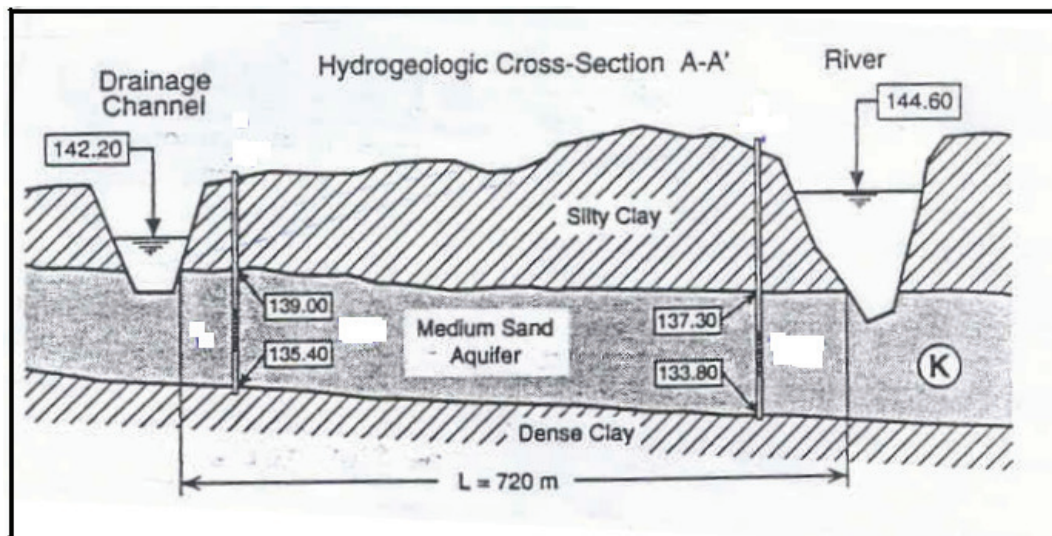 Hydrogeologic Cross-Section A-A'
River
Drainage
Channel
144.60
142.20
Silty Clay
139.00
137.30
Medium Sand
Aquifer
135.40
133.80
K
Dense Clay
L = 720 m